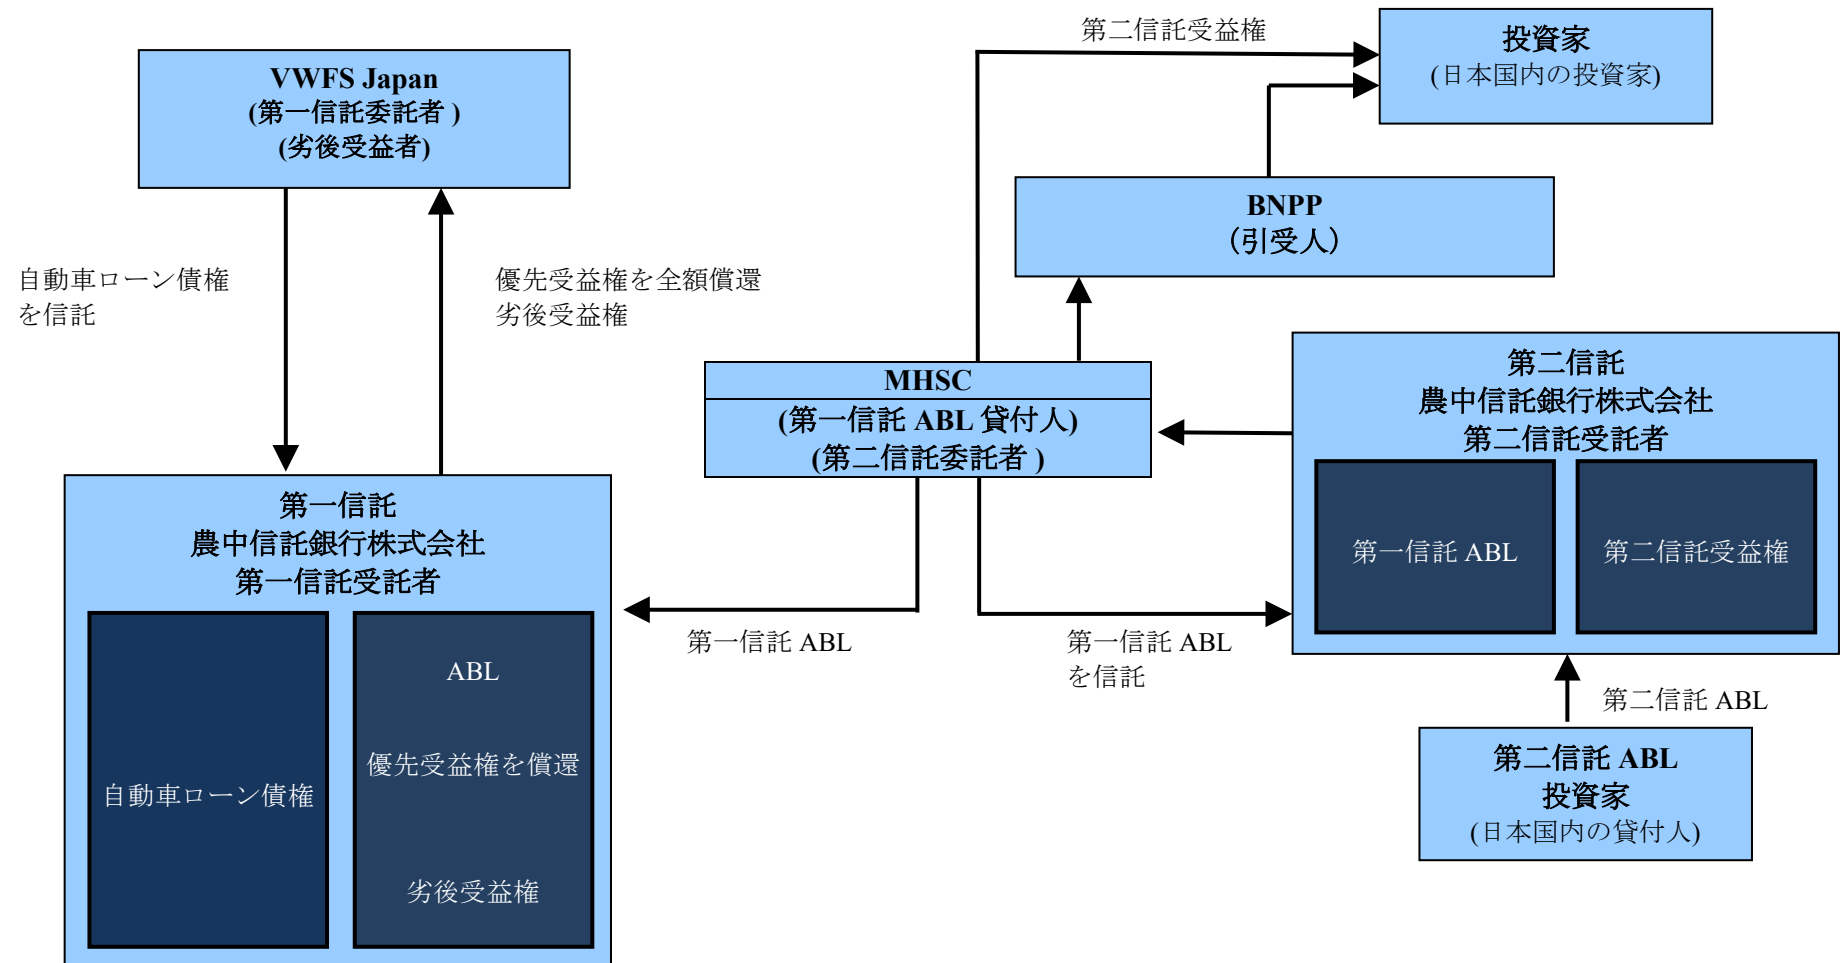 第二信託受益権
投資家
(日本国内の投資家)
VWFS Japan
(第一信託委託者 )
(劣後受益者)
BNPP
(引受人)
自動車ローン債権
を信託
優先受益権を全額償還
劣後受益権
MHSC
(第一信託 ABL 貸付人)
(第二信託委託者 )
第二信託
農中信託銀行株式会社
第二信託受託者
第一信託 ABL
第二信託受益権
第一信託
農中信託銀行株式会社
第一信託受託者
自動車ローン債権
ABL
優先受益権を償還
劣後受益権
第一信託 ABL
第一信託 ABL
を信託
第二信託 ABL
第二信託 ABL
投資家
(日本国内の貸付人)